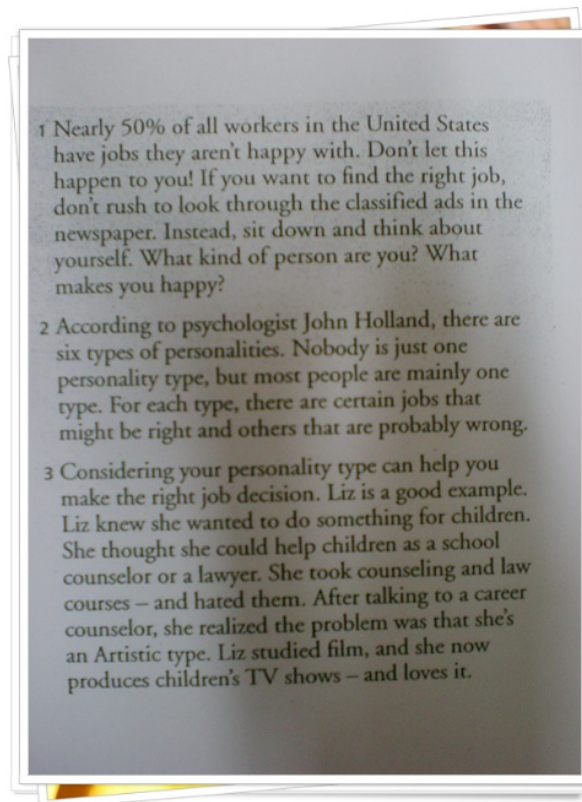 1 Nearly 50% of all workers in the United States
have jobs they aren't happy with. Don't let this
happen to you! If you want to find the right job,
don't rush to look through the classified ads in the
newspaper. Instead, sit down and think about
yourself. What kind of person are you? What
makes you happy?
2 According to psychologist John Holland, there are
six types of personalities. Nobody is just one
personality type, but most people are mainly one
type. For each type, there are certain jobs that
might be right and others that are probably wrong.
3 Considering your personality type can help you
make the right job decision. Liz is a good example.
Liz knew she wanted to do something for children.
She thought she could help children as a school
counselor or a lawyer. She took counseling and law
courses – and hated them. After talking to a career
counselor, she realized the problem was that she's
an Artistic type. Liz studied film, and she now
produces children's TV shows – and loves it.